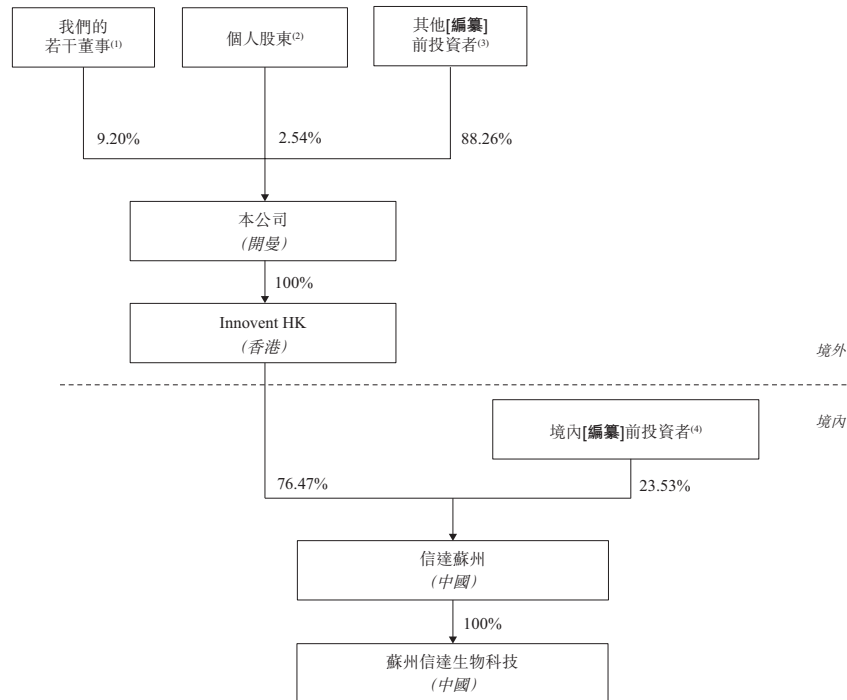 我們的
若干董事(1)
個人股東(2)
其他[編纂]
前投資者(3)
9.20%
2.54%
88.26%
本公司
(開曼)
100%
Innovent HK
(香港)
境外
境內
境內[編纂]前投資者(4)
76.47%
23.53%
信達蘇州
(中國)
100%
蘇州信達生物科技
(中國)